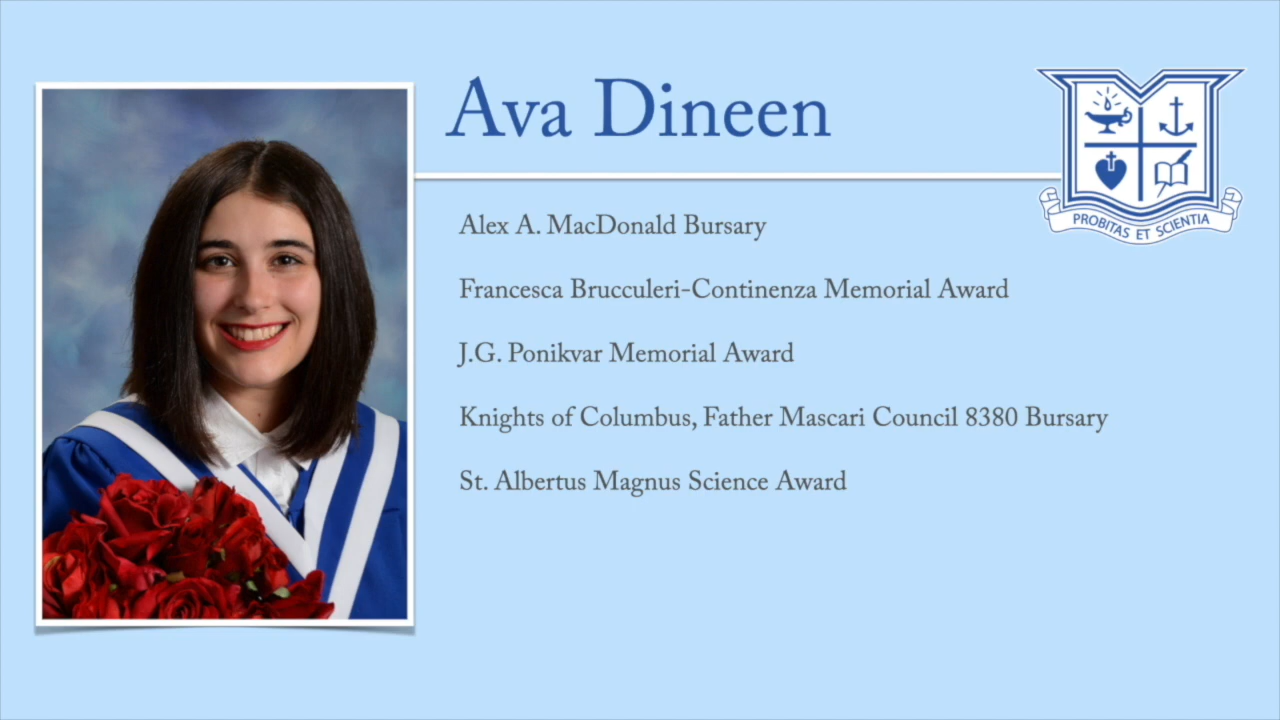 Ava Dineen
Alex A. MacDonald Bursary
Francesca Brucculeri-Continenza Memorial Award
J.G. Ponikvar Memorial Award
Knights of Columbus, Father Mascari Council 8380 Bursary
St. Albertus Magnus Science Award
PROBITAS ET SCIENTIA